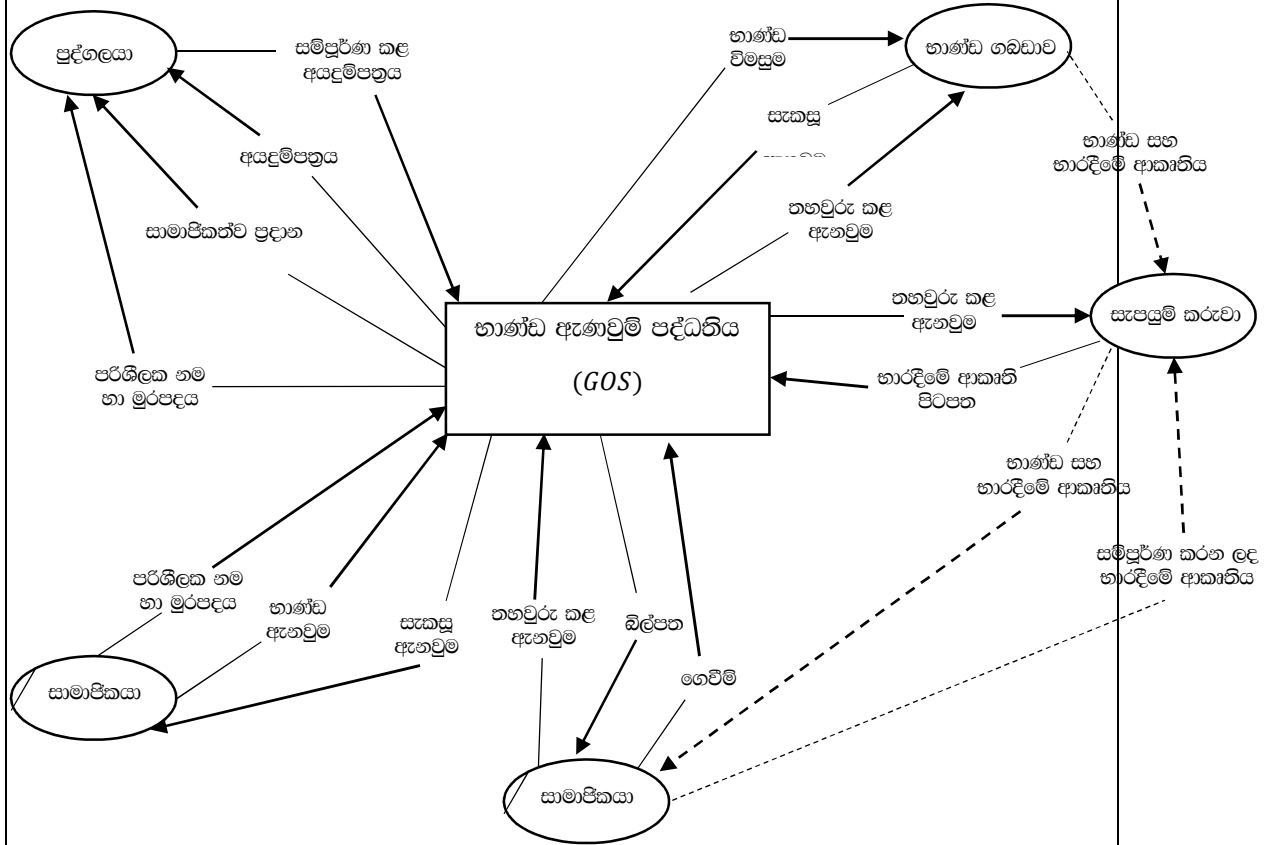 පුද්ගලයා
සම්පූර්ණ කළ
අයදුම්පත්‍රය
භාණ්ඩ
විමසුම
භාණ්ඩ ගබඩාව
සැකසූ
භාණ්ඩ සහ
භාරදීමේ ආකෘතිය
අයදුම්පත්‍රය
තහවුරු කළ
ඇනවුම
සාමාජිකත්ව ප්‍රදාන
තහවුරු කළ
ඇනවුම
සැපයුම් කරුවා
භාණ්ඩ ඇණවුම් පද්ධතිය
(GOS)
පරිශීලක නම
හා මුරපදය
භාරදීමේ ආකෘති
පිටපත
භාණ්ඩ සහ
භාරදීමේ ආකෘතිය
සම්පූර්ණ කරන ලද
භාරදීමේ ආකෘතිය
පරිශීලක නම
හා මුරපදය
භාණ්ඩ
ඇනවුම
සැකසූ
ඇනවුම
තහවුරු කළ
ඇනවුම
බිල්පත
ගෙවීම්
සාමාජිකයා
සාමාජිකයා